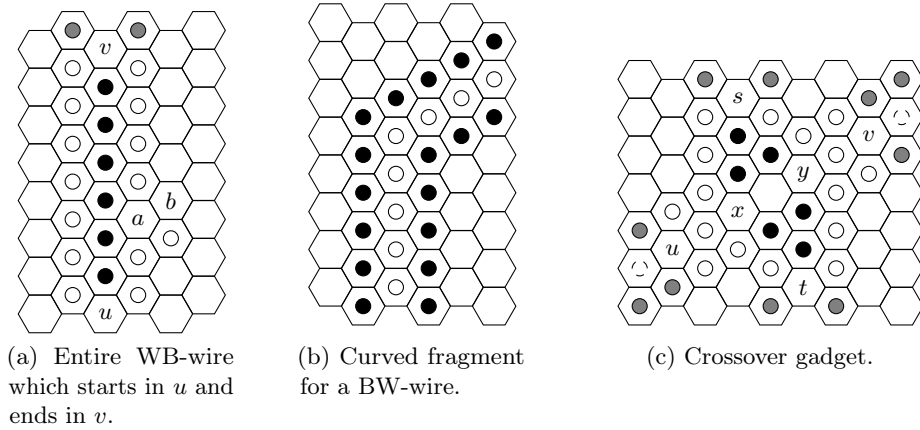 v
b
a
u
s
v
y
x
u
t
(a) Entire WB-wire
which starts in u and
ends in v.
(b) Curved fragment
for a BW-wire.
(c) Crossover gadget.